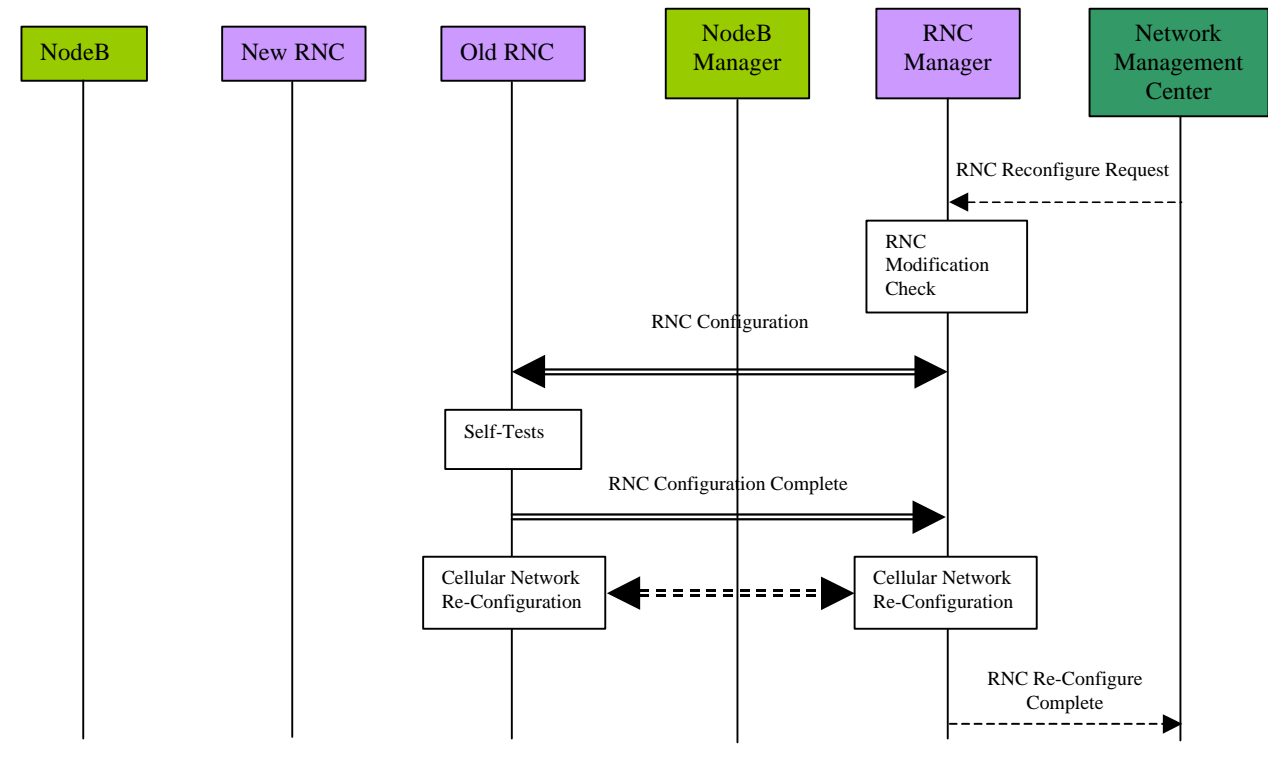 NodeB
New RNC
Old RNC
NodeB
Manager
RNC
Manager
Network
Management
Center
RNC Reconfigure Request
RNC
Modification
Check
RNC Configuration
Self-Tests
RNC Configuration Complete
Cellular Network
Re-Configuration
Cellular Network
Re-Configuration
RNC Re-Configure
Complete